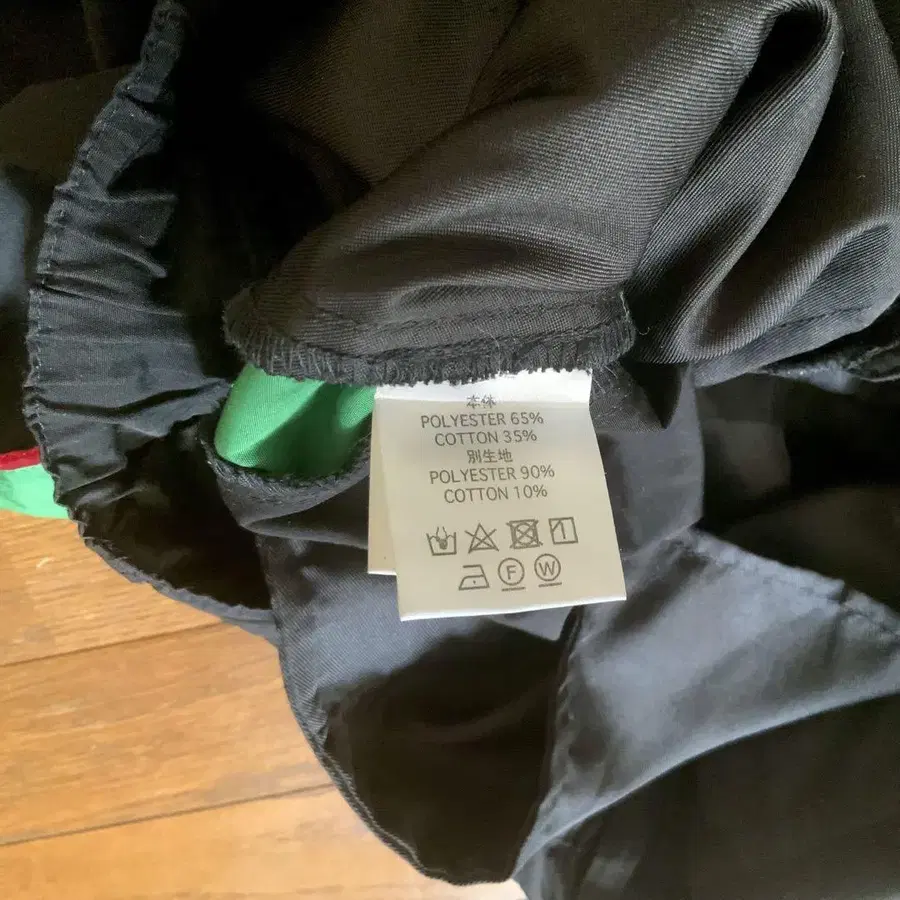 本体
POLYESTER 65%
COTTON 35%
別生地
POLYESTER 90%
COTTON 10%
F W